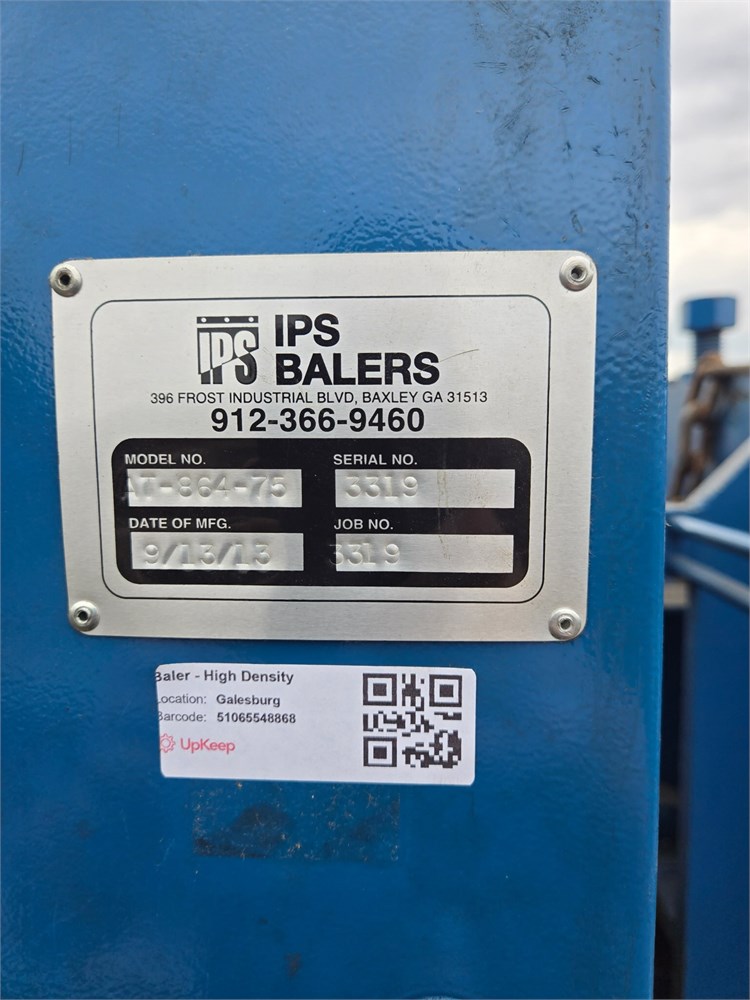 IPS
IPS
BALERS
396 FROST INDUSTRIAL BLVD, BAXLEY GA 31513
912-366-9460
MODEL NO.
SERIAL NO.
AT-864-75
3319
DATE OF MFG.
JOB NO.
9/13/13
3319
Baler - High Density
Location: Galesburg
Barcode: 51065548868
UpKeep